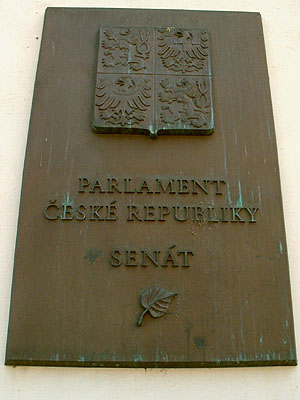 PARLAMENT
ČESKÉ REPUBLIKY
SENÁT